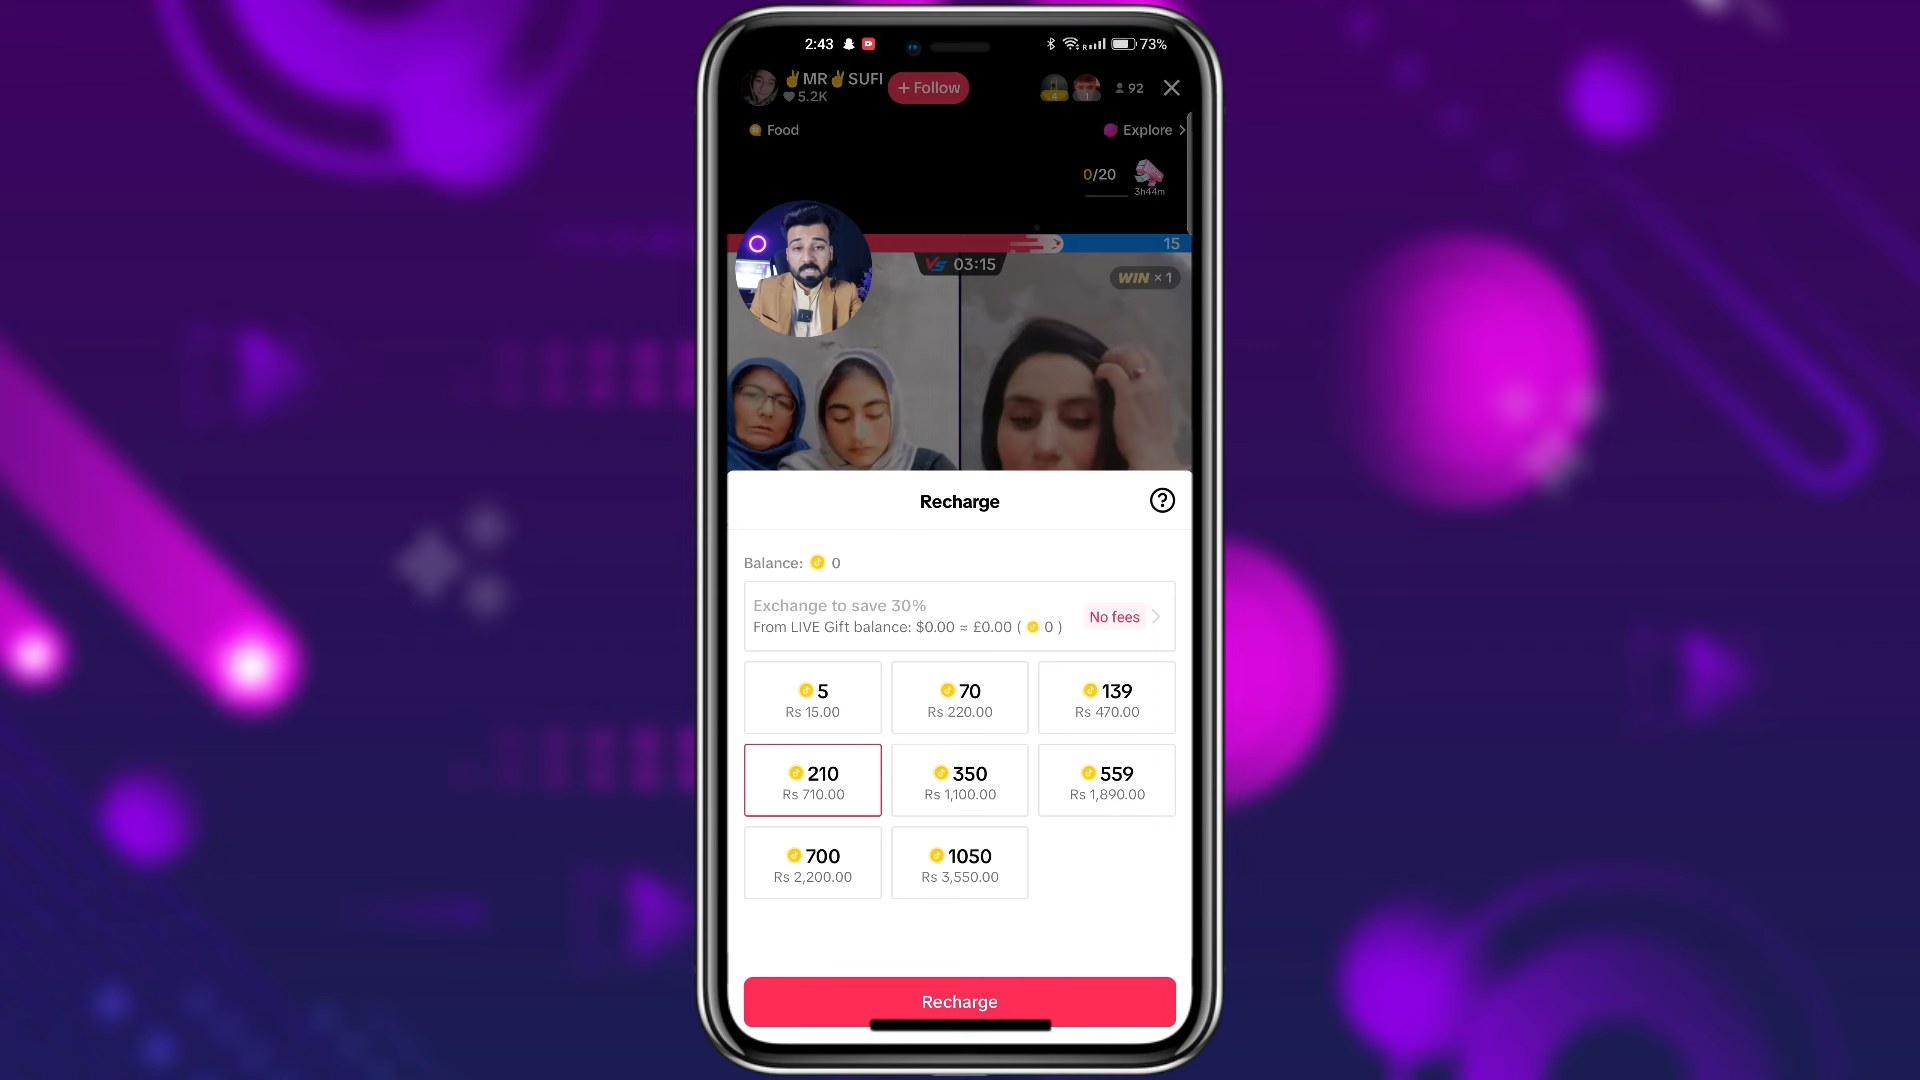 2:43
73%
✌MR✌SUFI
5.2K
+ Follow
4
1
92
Food
Explore >
0/20
3h44m
15
VS 03:15
WIN × 1
Recharge
Balance: 0
Exchange to save 30%
From LIVE Gift balance: $0.00 ≈ £0.00 ( 0 )
No fees
5
Rs 15.00
70
Rs 220.00
139
Rs 470.00
210
Rs 710.00
350
Rs 1,100.00
559
Rs 1,890.00
700
Rs 2,200.00
1050
Rs 3,550.00
Recharge